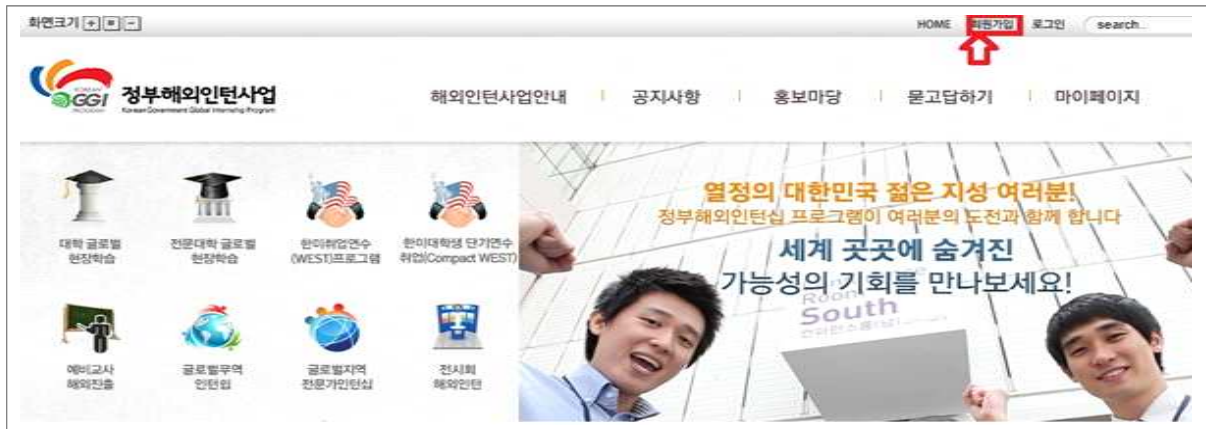 화면크기 + -
HOME 회원가입 로그인 search..
KOREAN
GGI
PROGRAM
정부해외인턴사업
Korean Government Global Internship Program
해외인턴사업안내 공지사항 홍보마당 묻고답하기 마이페이지
열정의 대한민국 젊은 지성 여러분!
정부해외인턴십 프로그램이 여러분의 도전과 함께 합니다
세계 곳곳에 숨겨진
가능성의 기회를 만나보세요!
대학 글로벌
현장학습
전문대학 글로벌
현장학습
한미취업연수
(WEST)프로그램
한미대학생 단기연수
취업(Compact WEST)
예비교사
해외진출
글로벌무역
인턴쉽
글로벌지역
전문가인턴십
전시회
해외인턴
Room
South